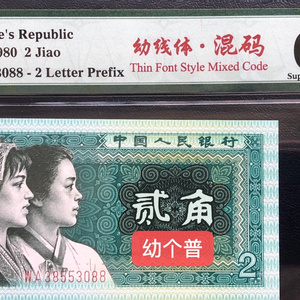 e's Republic
980 2 Jiao
3088 - 2 Letter Prefix
幼线体·混码
Thin Font Style Mixed Code
Sup
中国人民银行
贰角
幼个普
2
WA38553088